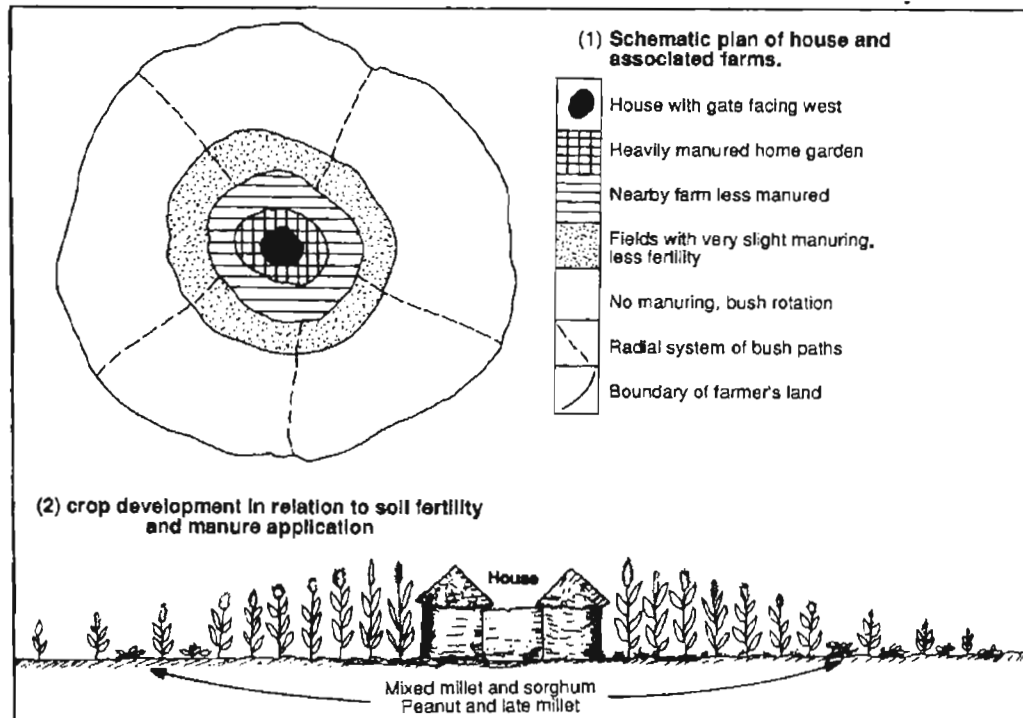 (1) Schematic plan of house and
associated farms.
House with gate facing west
Heavily manured home garden
Nearby farm less manured
Fields with very slight manuring.
less fertility
No manuring, bush rotation
Radial system of bush paths
Boundary of farmer's land
(2) crop development in relation to soil fertility
and manure application
House
Mixed millet and sorghum
Peanut and late millet